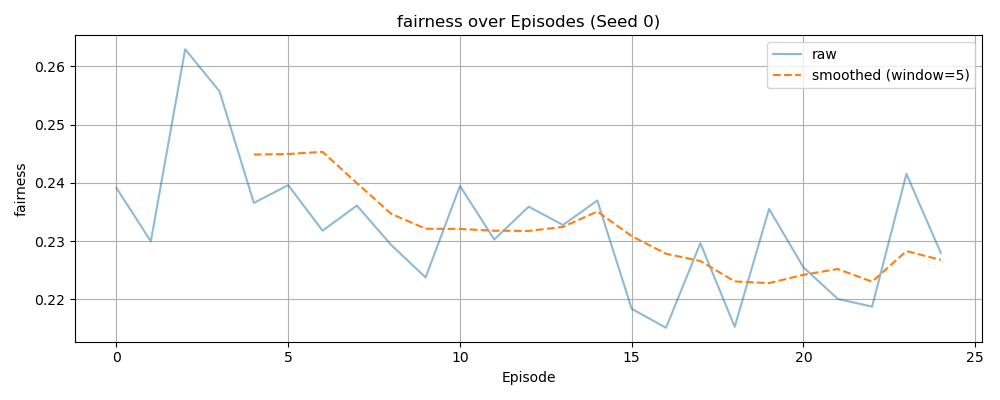 fairness over Episodes (Seed 0)
raw
smoothed (window=5)
fairness
0.26
0.25
0.24
0.23
0.22
0 5 10 15 20 25
Episode